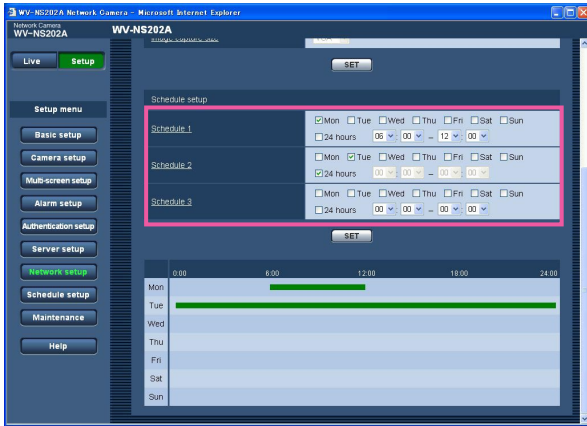 WV-NS202A Network Camera - Microsoft Internet Explorer
Network Camera
WV-NS202A
WV-NS202A
Live
Setup
Image capture size
VGA
SET
Setup menu
Basic setup
Camera setup
Multi-screen setup
Alarm setup
Authentication setup
Server setup
Network setup
Schedule setup
Maintenance
Help
Schedule setup
Schedule 1
Mon Tue Wed Thu Fri Sat Sun
24 hours 06 : 00 - 12 : 00
Schedule 2
Mon Tue Wed Thu Fri Sat Sun
24 hours 00 : 00 - 00 : 00
Schedule 3
Mon Tue Wed Thu Fri Sat Sun
24 hours 00 : 00 - 00 : 00
SET
0:00 6:00 12:00 18:00 24:00
Mon
Tue
Wed
Thu
Fri
Sat
Sun